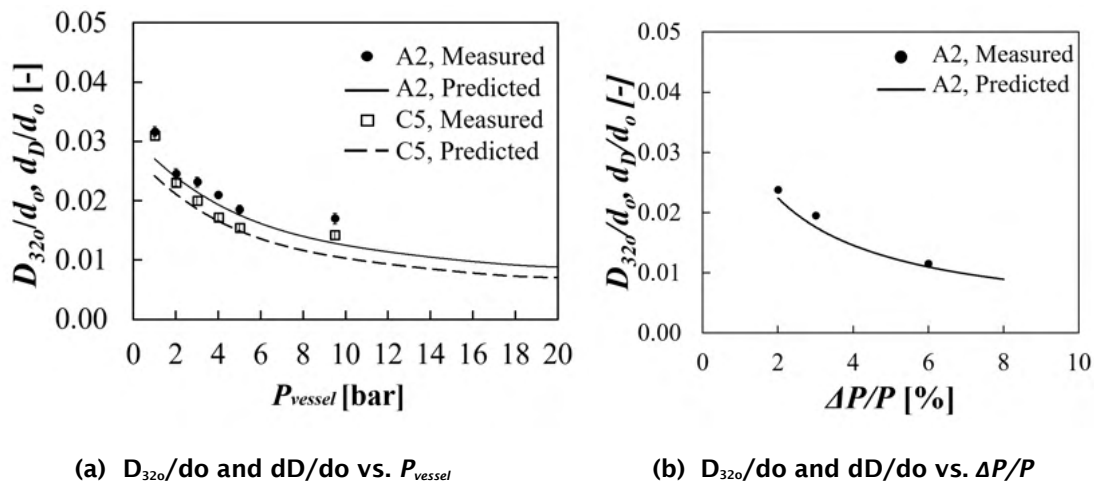 0.05
0.04
0.03
0.02
0.01
0.00
D32o/do, dD/do [-]
A2, Measured
A2, Predicted
C5, Measured
C5, Predicted
0 2 4 6 8 10 12 14 16 18 20
Pvessel [bar]
(a) D32o/do and dD/do vs. Pvessel
0.05
0.04
0.03
0.02
0.01
0.00
D32o/do, dD/do [-]
A2, Measured
A2, Predicted
0 2 4 6 8 10
ΔP/P [%]
(b) D32o/do and dD/do vs. ΔP/P